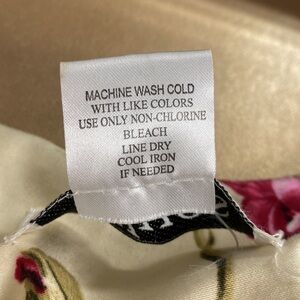 MACHINE WASH COLD
WITH LIKE COLORS
USE ONLY NON-CHLORINE
BLEACH
LINE DRY
COOL IRON
IF NEEDED